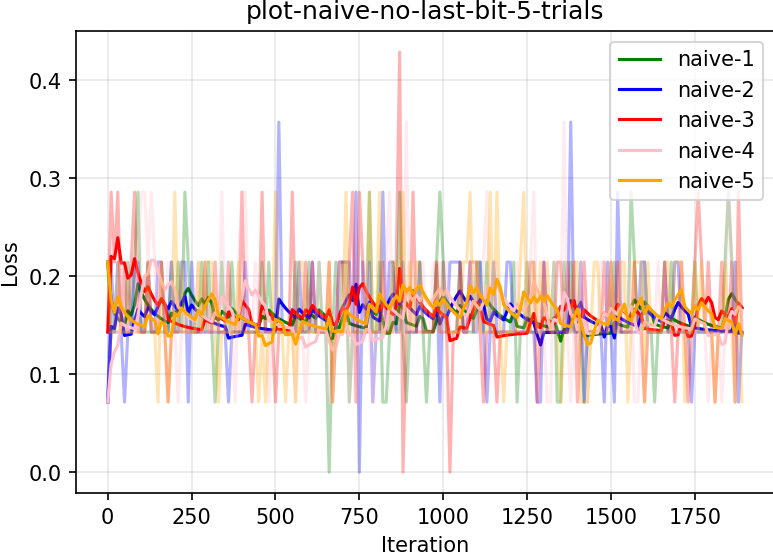 plot-naive-no-last-bit-5-trials
naive-1
naive-2
naive-3
naive-4
naive-5
Loss
0.4
0.3
0.2
0.1
0.0
0 250 500 750 1000 1250 1500 1750
Iteration